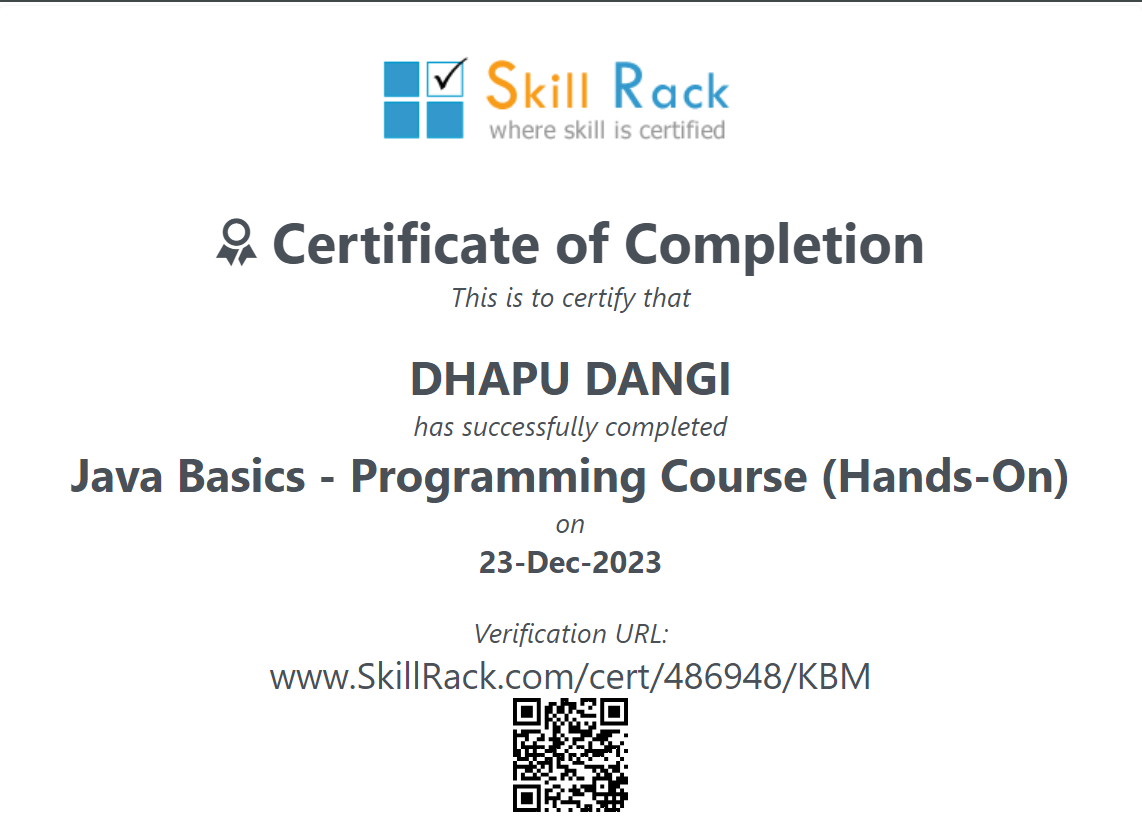 Skill Rack
where skill is certified
Certificate of Completion
This is to certify that
DHAPU DANGI
has successfully completed
Java Basics - Programming Course (Hands-On)
on
23-Dec-2023
Verification URL:
www.SkillRack.com/cert/486948/KBM